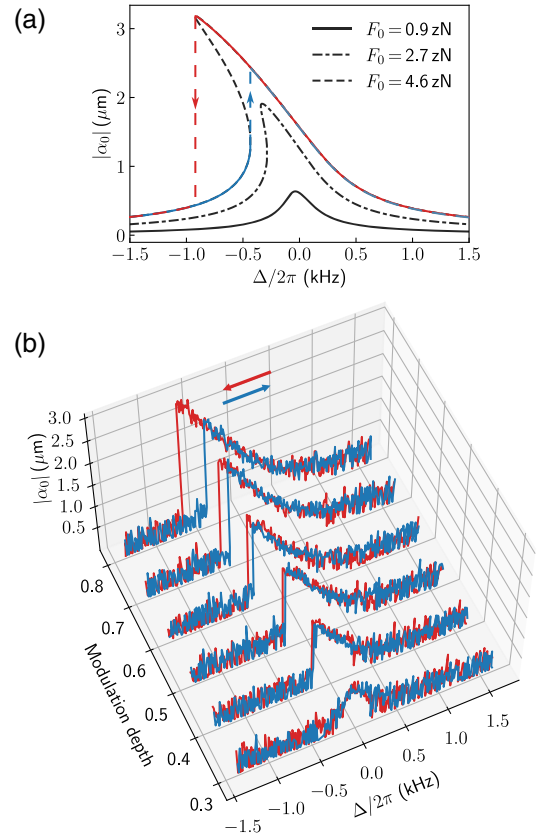 (a)
3
2
1
0
|α₀| (μm)
F₀ = 0.9 zN
F₀ = 2.7 zN
F₀ = 4.6 zN
−1.5 −1.0 −0.5 0.0 0.5 1.0 1.5
Δ/2π (kHz)
(b)
3.0
2.5
2.0
1.5
1.0
0.5
|α₀| (μm)
0.8
0.7
0.6
0.5
0.4
0.3
Modulation depth
−1.5
−1.0
−0.5
0.0
0.5
1.0
1.5
Δ/2π (kHz)